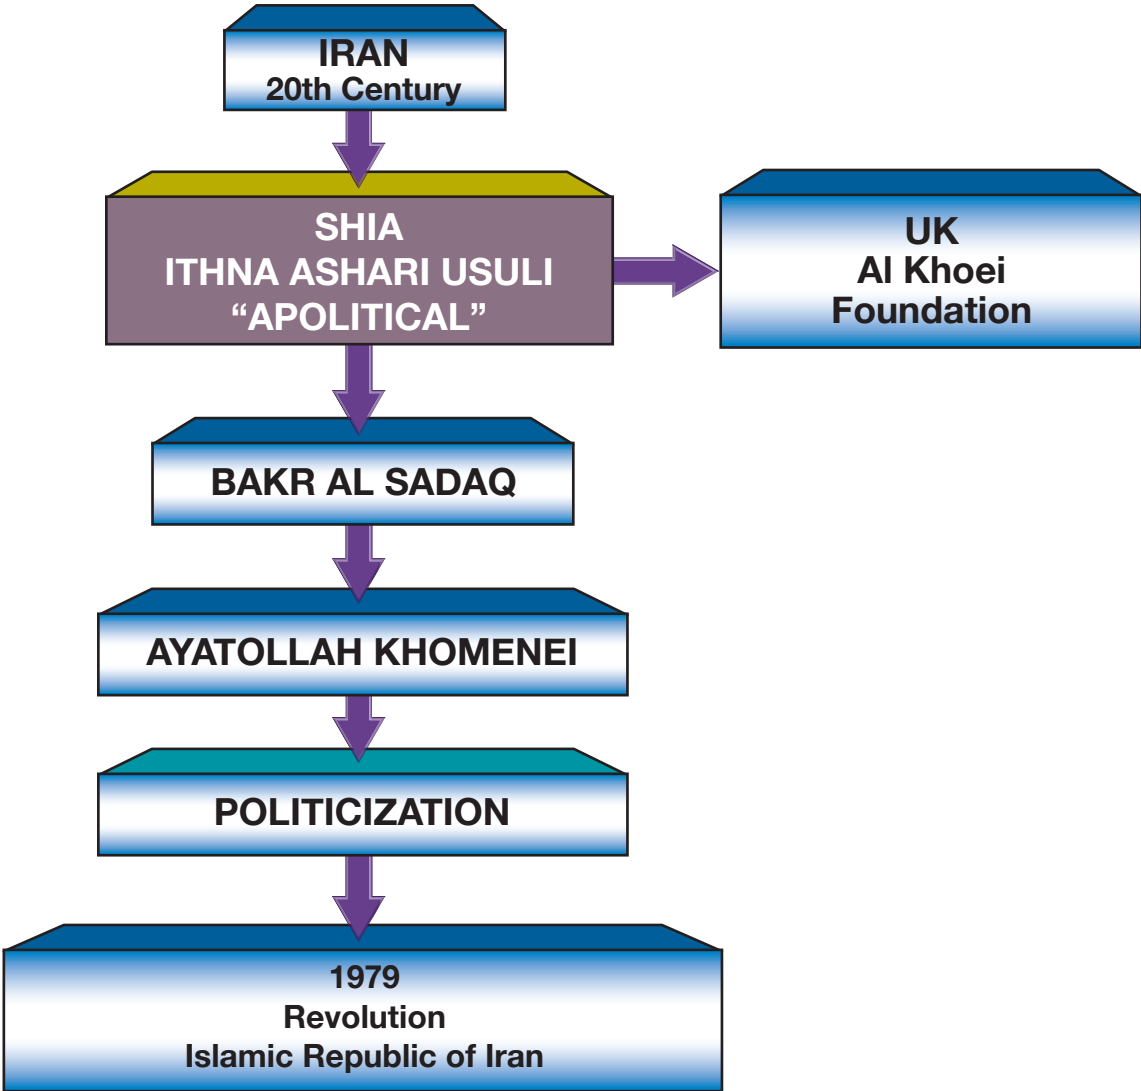 IRAN
20th Century
SHIA
ITHNA ASHARI USULI
“APOLITICAL”
UK
Al Khoei
Foundation
BAKR AL SADAQ
AYATOLLAH KHOMENEI
POLITICIZATION
1979
Revolution
Islamic Republic of Iran